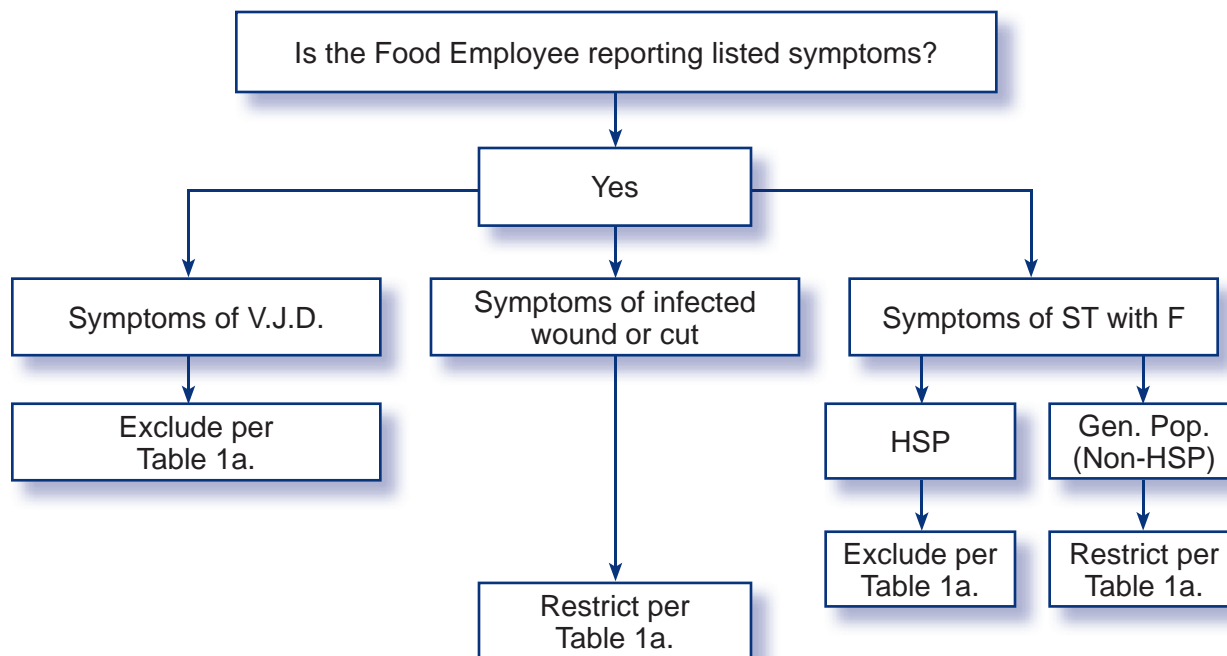 Is the Food Employee reporting listed symptoms?
Yes
Symptoms of V.J.D.
Symptoms of infected
wound or cut
Symptoms of ST with F
Exclude per
Table 1a.
HSP
Gen. Pop.
(Non-HSP)
Exclude per
Table 1a.
Restrict per
Table 1a.
Restrict per
Table 1a.